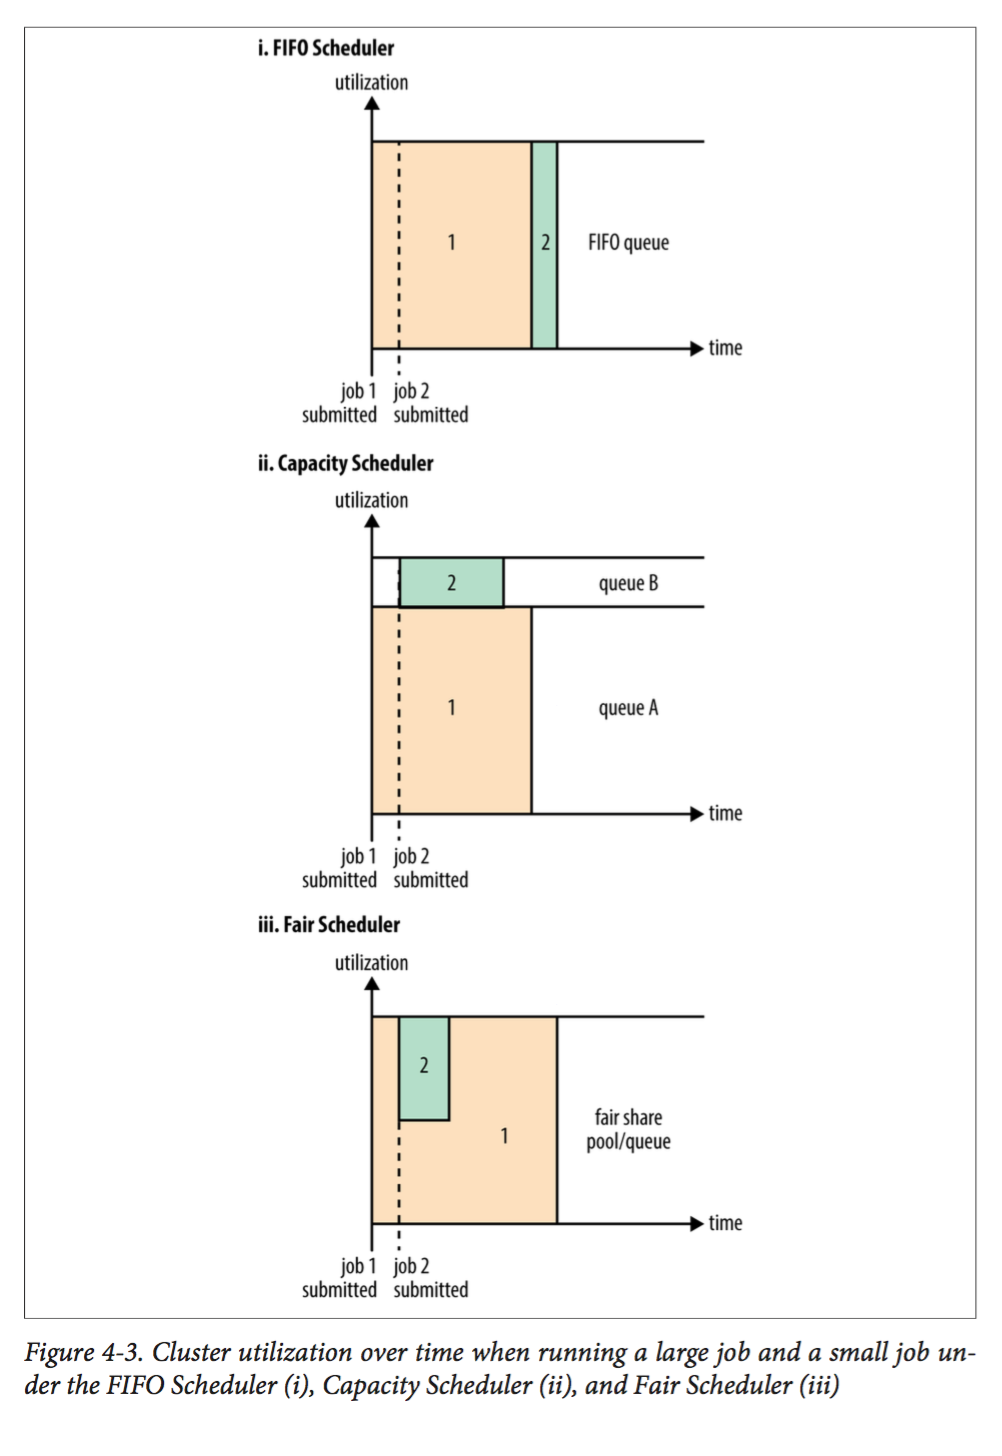 i. FIFO Scheduler
utilization
1
2
FIFO queue
time
job 1 job 2
submitted submitted
ii. Capacity Scheduler
utilization
2
queue B
1
queue A
time
job 1 job 2
submitted submitted
iii. Fair Scheduler
utilization
2
1
fair share
pool/queue
time
job 1 job 2
submitted submitted
Figure 4-3. Cluster utilization over time when running a large job and a small job un-
der the FIFO Scheduler (i), Capacity Scheduler (ii), and Fair Scheduler (iii)